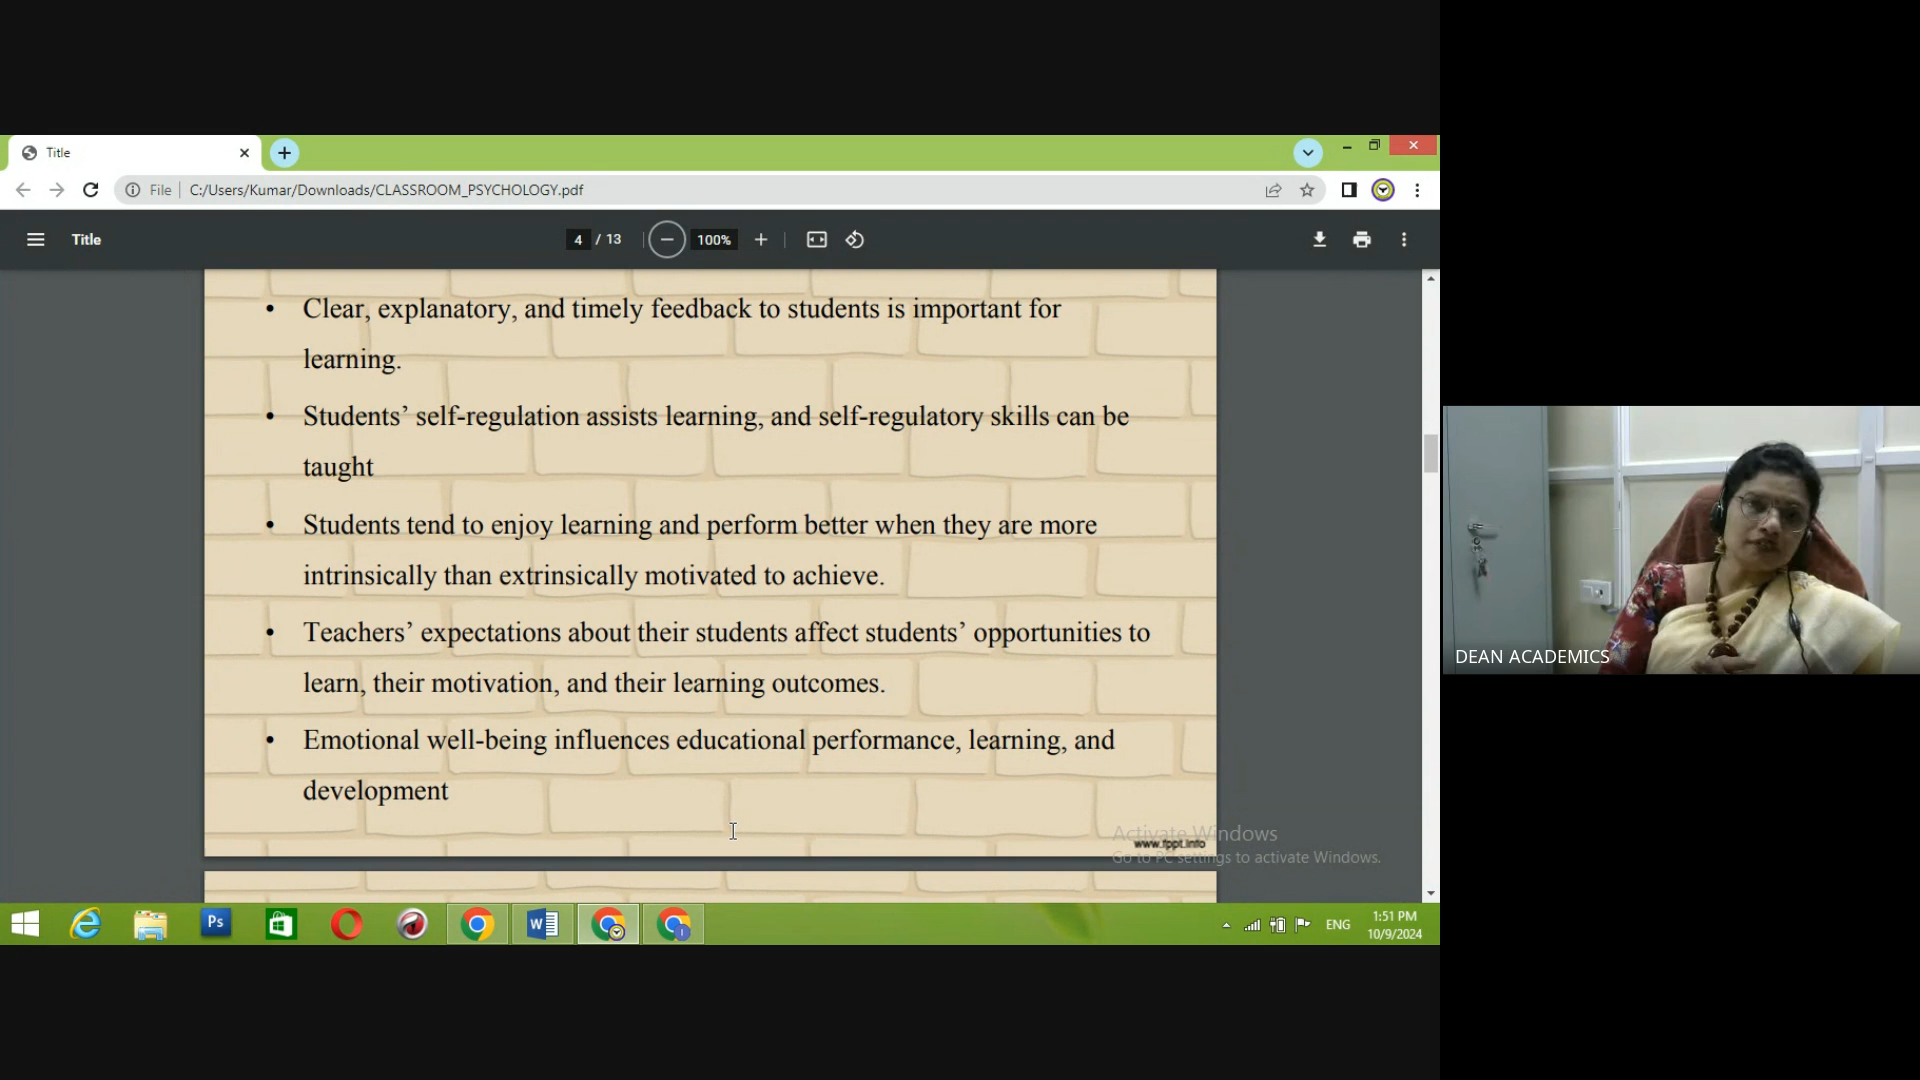 Title
File
C:/Users/Kumar/Downloads/CLASSROOM_PSYCHOLOGY.pdf
Title
4 / 13
100%
• Clear, explanatory, and timely feedback to students is important for
learning.
• Students’ self-regulation assists learning, and self-regulatory skills can be
taught
• Students tend to enjoy learning and perform better when they are more
intrinsically than extrinsically motivated to achieve.
• Teachers’ expectations about their students affect students’ opportunities to
learn, their motivation, and their learning outcomes.
• Emotional well-being influences educational performance, learning, and
development
Activate Windows
www.fppt.info
Go to PC settings to activate Windows.
DEAN ACADEMICS
Ps
W
ENG
1:51 PM
10/9/2024